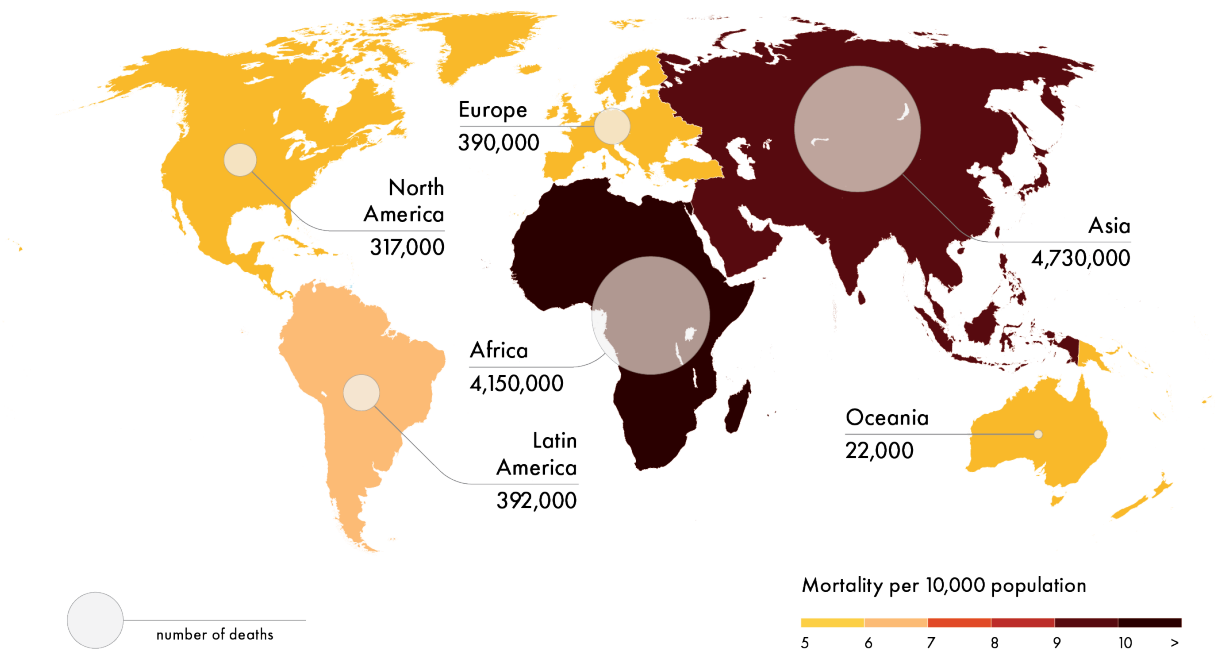 Europe
390,000
North
America
317,000
Asia
4,730,000
Africa
4,150,000
Oceania
22,000
Latin
America
392,000
Mortality per 10,000 population
number of deaths
5 6 7 8 9 10 >